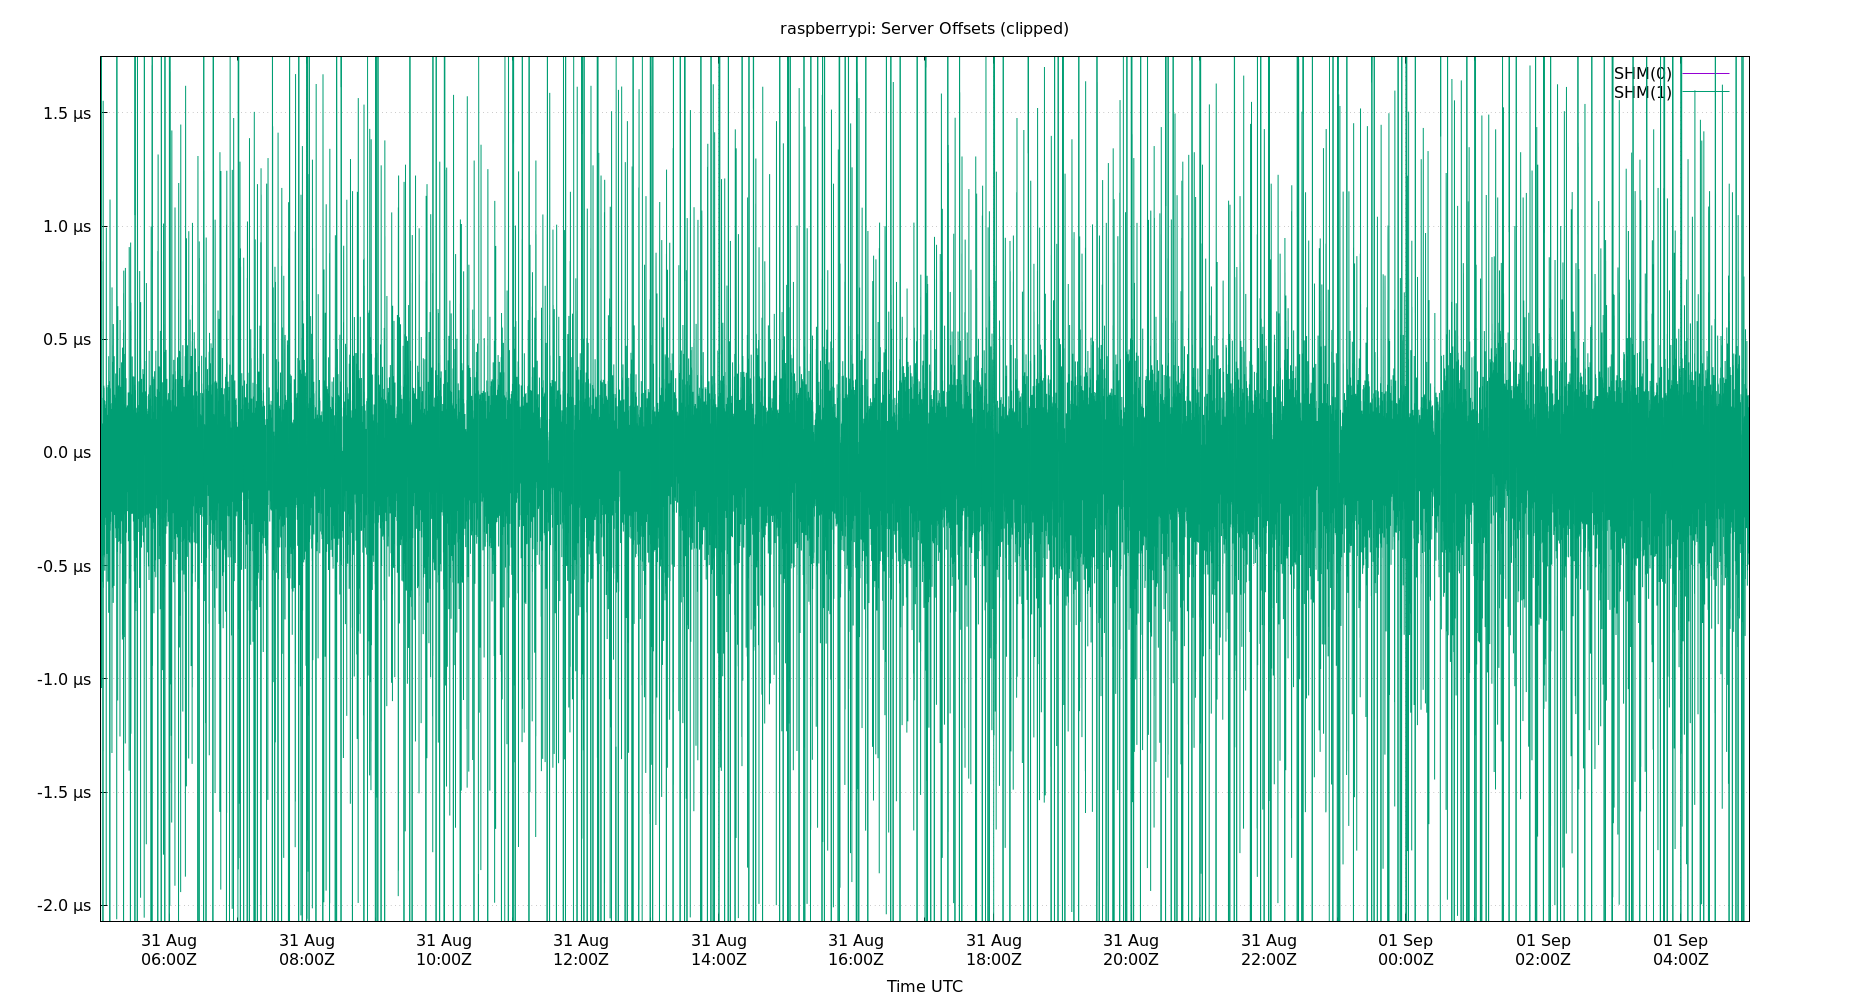 raspberrypi: Server Offsets (clipped)
SHM(0)
SHM(1)
1.5 µs
1.0 µs
0.5 µs
0.0 µs
-0.5 µs
-1.0 µs
-1.5 µs
-2.0 µs
31 Aug 31 Aug 31 Aug 31 Aug 31 Aug 31 Aug 31 Aug 31 Aug 31 Aug 01 Sep 01 Sep 01 Sep
06:00Z 08:00Z 10:00Z 12:00Z 14:00Z 16:00Z 18:00Z 20:00Z 22:00Z 00:00Z 02:00Z 04:00Z
Time UTC